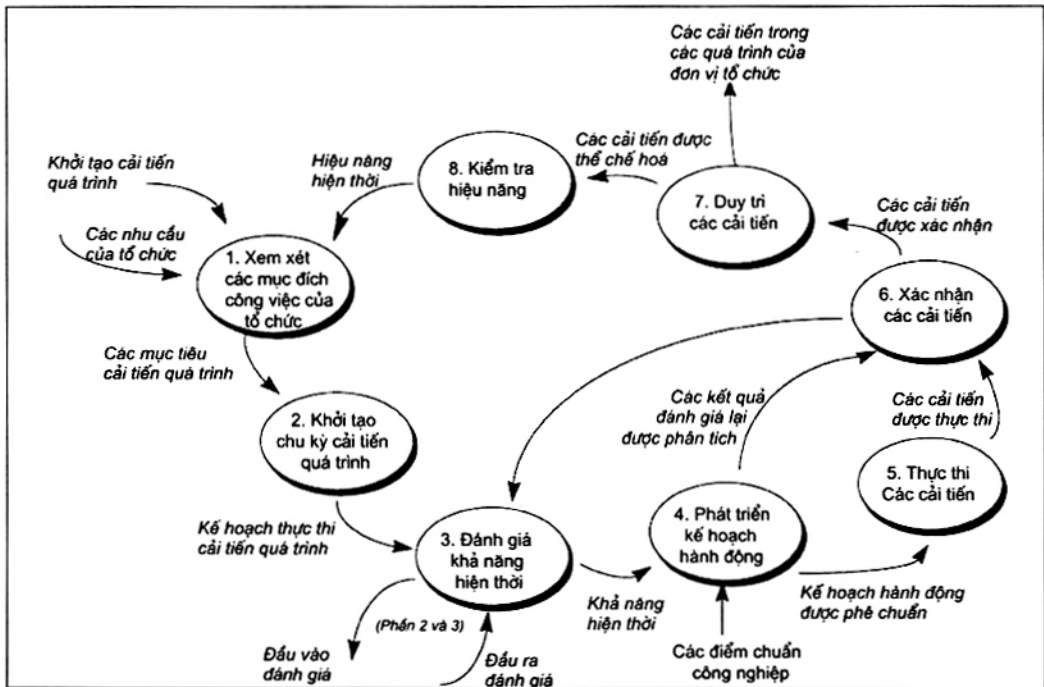 Các cải tiến trong
các quá trình của
đơn vị tổ chức
Khởi tạo cải tiến
quá trình
Hiệu năng
hiện thời
8. Kiểm tra
hiệu năng
Các cải tiến được
thể chế hoá
7. Duy trì
các cải tiến
Các cải tiến
được xác nhận
Các nhu cầu
của tổ chức
1. Xem xét
các mục đích
công việc của
tổ chức
6. Xác nhận
các cải tiến
Các mục tiêu
cải tiến quá trình
2. Khởi tạo
chu kỳ cải tiến
quá trình
Các kết quả
đánh giá lại
được phân tích
Các cải tiến
được thực thi
5. Thực thi
Các cải tiến
Kế hoạch thực thi
cải tiến quá trình
3. Đánh giá
khả năng
hiện thời
4. Phát triển
kế hoạch
hành động
Khả năng
hiện thời
Kế hoạch hành động
được phê chuẩn
(Phần 2 và 3)
Đầu vào
đánh giá
Đầu ra
đánh giá
Các điểm chuẩn
công nghiệp